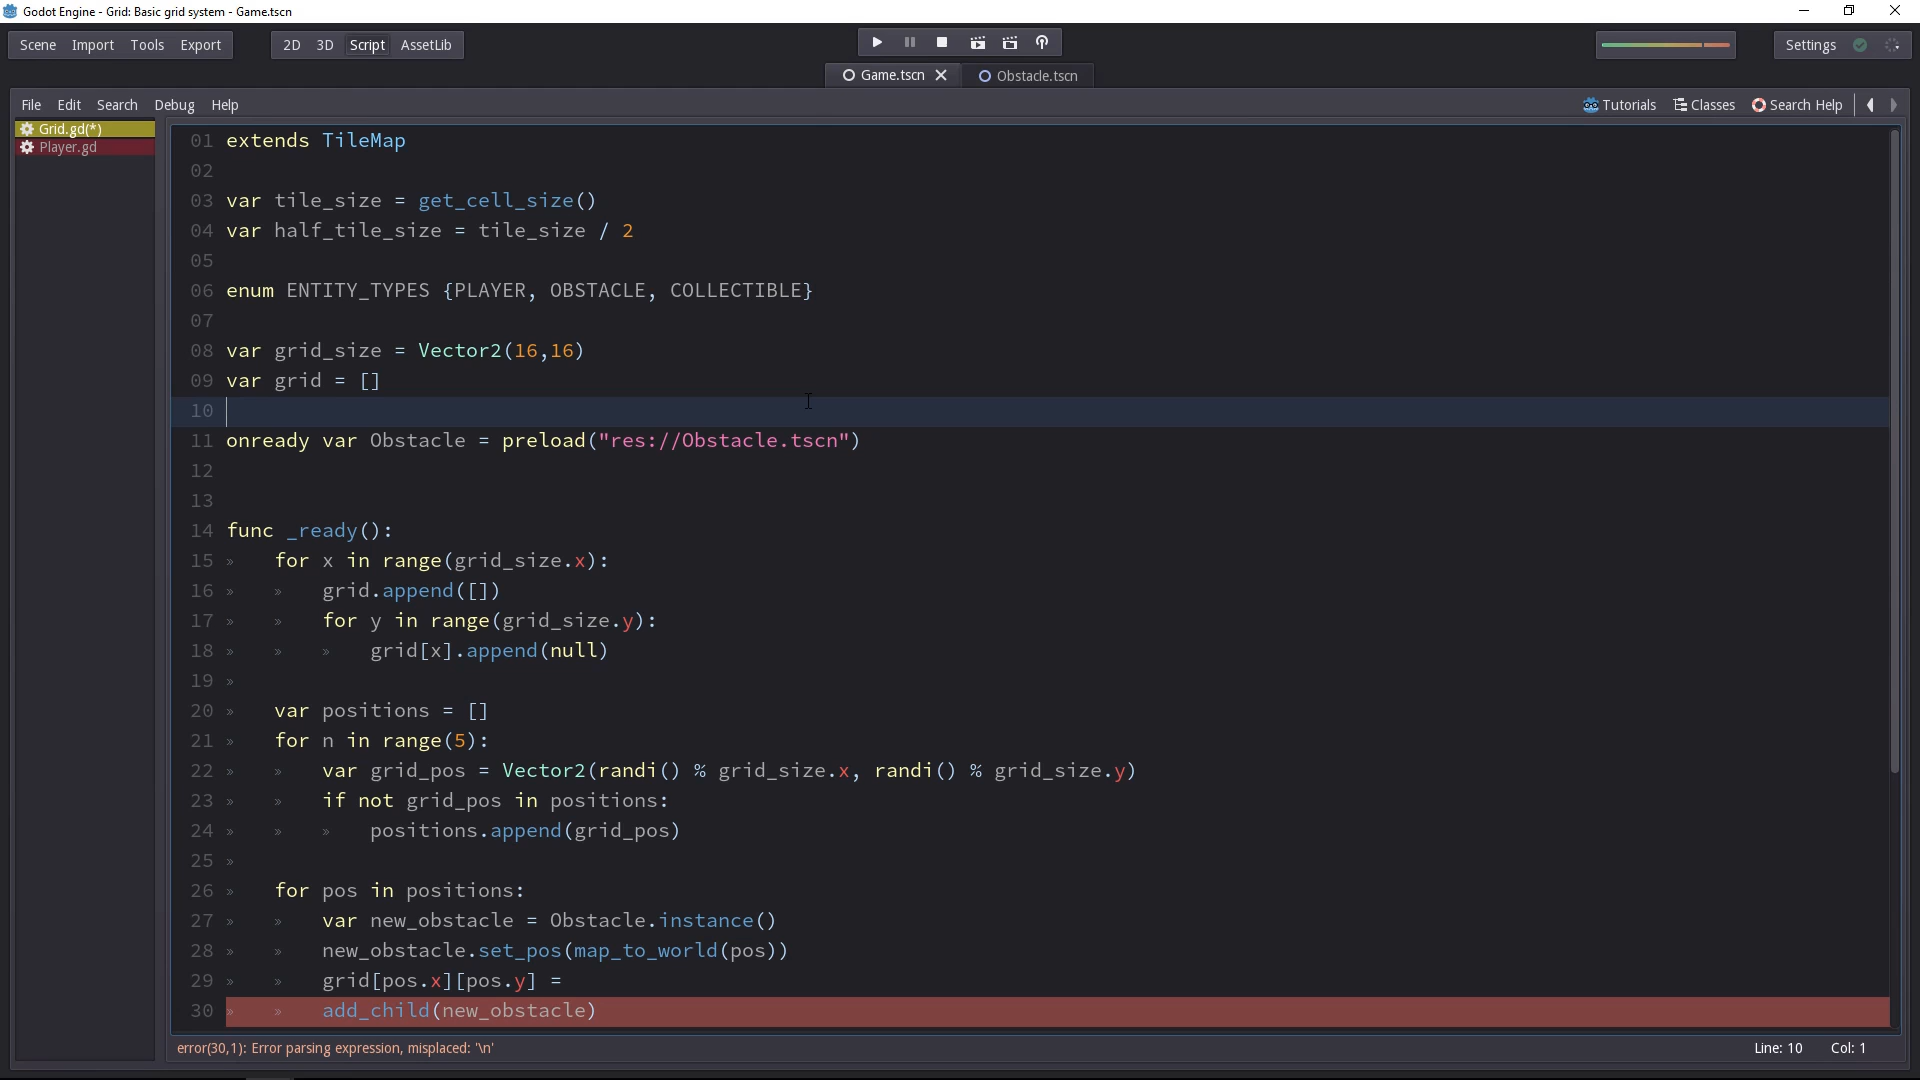 Godot Engine - Grid: Basic grid system - Game.tscn
Scene Import Tools Export 2D 3D Script AssetLib Settings
Game.tscn Obstacle.tscn
File Edit Search Debug Help Tutorials Classes Search Help
Grid.gd(*)
Player.gd
01 extends TileMap
02
03 var tile_size = get_cell_size()
04 var half_tile_size = tile_size / 2
05
06 enum ENTITY_TYPES {PLAYER, OBSTACLE, COLLECTIBLE}
07
08 var grid_size = Vector2(16,16)
09 var grid = []
10
11 onready var Obstacle = preload("res://Obstacle.tscn")
12
13
14 func _ready():
15 » for x in range(grid_size.x):
16 » » grid.append([])
17 » » for y in range(grid_size.y):
18 » » » grid[x].append(null)
19 »
20 » var positions = []
21 » for n in range(5):
22 » » var grid_pos = Vector2(randi() % grid_size.x, randi() % grid_size.y)
23 » » if not grid_pos in positions:
24 » » » positions.append(grid_pos)
25 »
26 » for pos in positions:
27 » » var new_obstacle = Obstacle.instance()
28 » » new_obstacle.set_pos(map_to_world(pos))
29 » » grid[pos.x][pos.y] =
30 » » add_child(new_obstacle)
error(30,1): Error parsing expression, misplaced: '\n' Line: 10 Col: 1